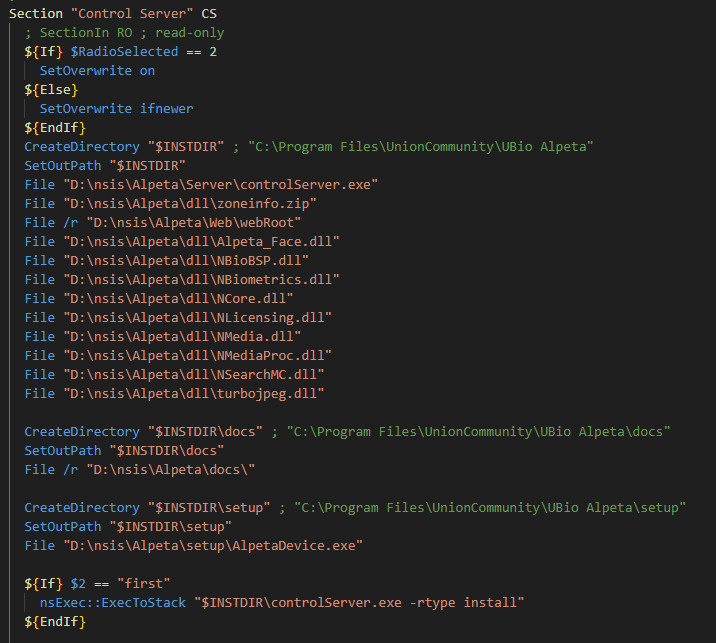 Section "Control Server" CS
; SectionIn RO ; read-only
${If} $RadioSelected == 2
SetOverwrite on
${Else}
SetOverwrite ifnewer
${EndIf}
CreateDirectory "$INSTDIR" ; "C:\Program Files\UnionCommunity\UBio Alpeta"
SetOutPath "$INSTDIR"
File "D:\nsis\Alpeta\Server\controlServer.exe"
File "D:\nsis\Alpeta\dll\zoneinfo.zip"
File /r "D:\nsis\Alpeta\Web\webRoot"
File "D:\nsis\Alpeta\dll\Alpeta_Face.dll"
File "D:\nsis\Alpeta\dll\NBioBSP.dll"
File "D:\nsis\Alpeta\dll\NBiometrics.dll"
File "D:\nsis\Alpeta\dll\NCore.dll"
File "D:\nsis\Alpeta\dll\NLicensing.dll"
File "D:\nsis\Alpeta\dll\NMedia.dll"
File "D:\nsis\Alpeta\dll\NMediaProc.dll"
File "D:\nsis\Alpeta\dll\NSearchMC.dll"
File "D:\nsis\Alpeta\dll\turbojpeg.dll"
CreateDirectory "$INSTDIR\docs" ; "C:\Program Files\UnionCommunity\UBio Alpeta\docs"
SetOutPath "$INSTDIR\docs"
File /r "D:\nsis\Alpeta\docs\"
CreateDirectory "$INSTDIR\setup" ; "C:\Program Files\UnionCommunity\UBio Alpeta\setup"
SetOutPath "$INSTDIR\setup"
File "D:\nsis\Alpeta\setup\AlpetaDevice.exe"
${If} $2 == "first"
nsExec::ExecToStack "$INSTDIR\controlServer.exe -rtype install"
${EndIf}